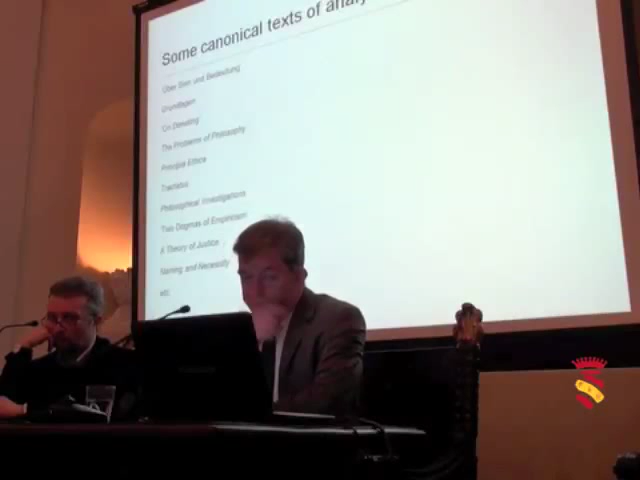 Some canonical texts of analy
Über Sinn und Bedeutung
Grundlagen
'On Denoting'
The Problems of Philosophy
Principia Ethica
Tractatus
Philosophical Investigations
'Two Dogmas of Empiricism'
A Theory of Justice
Naming and Necessity
etc.